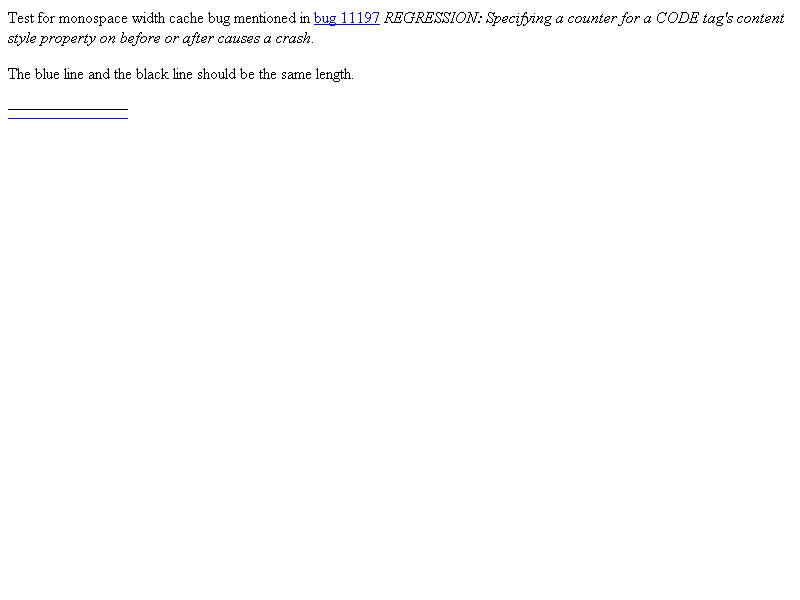 Test for monospace width cache bug mentioned in bug 11197 REGRESSION: Specifying a counter for a CODE tag's content
style property on before or after causes a crash.
The blue line and the black line should be the same length.